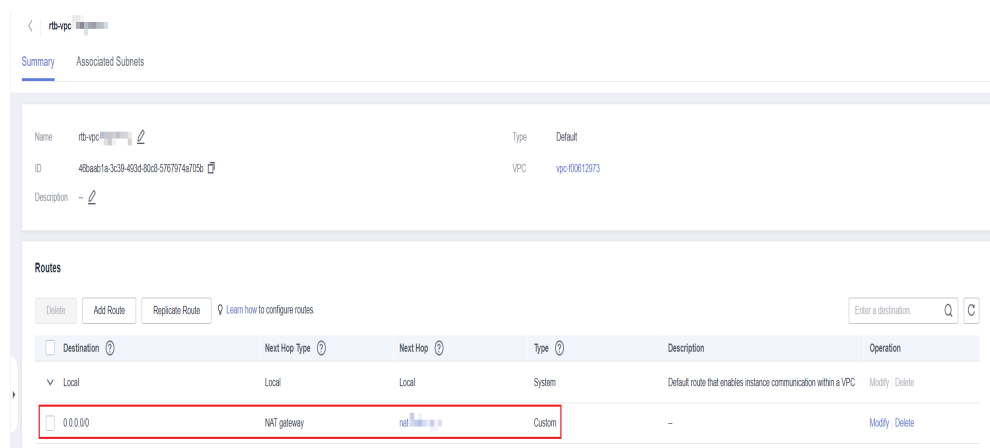 rtb-vpc
Summary Associated Subnets
Name rtb-vpc Type Default
ID 46baab1a-3c39-493d-80c8-5767974a705b VPC vpc-f00612973
Description --
Routes
Delete Add Route Replicate Route Learn how to configure routes. Enter a destination.
Destination ? Next Hop Type ? Next Hop ? Type ? Description Operation
Local Local Local System Default route that enables instance communication within a VPC Modify Delete
0.0.0.0/0 NAT gateway nat Custom -- Modify Delete